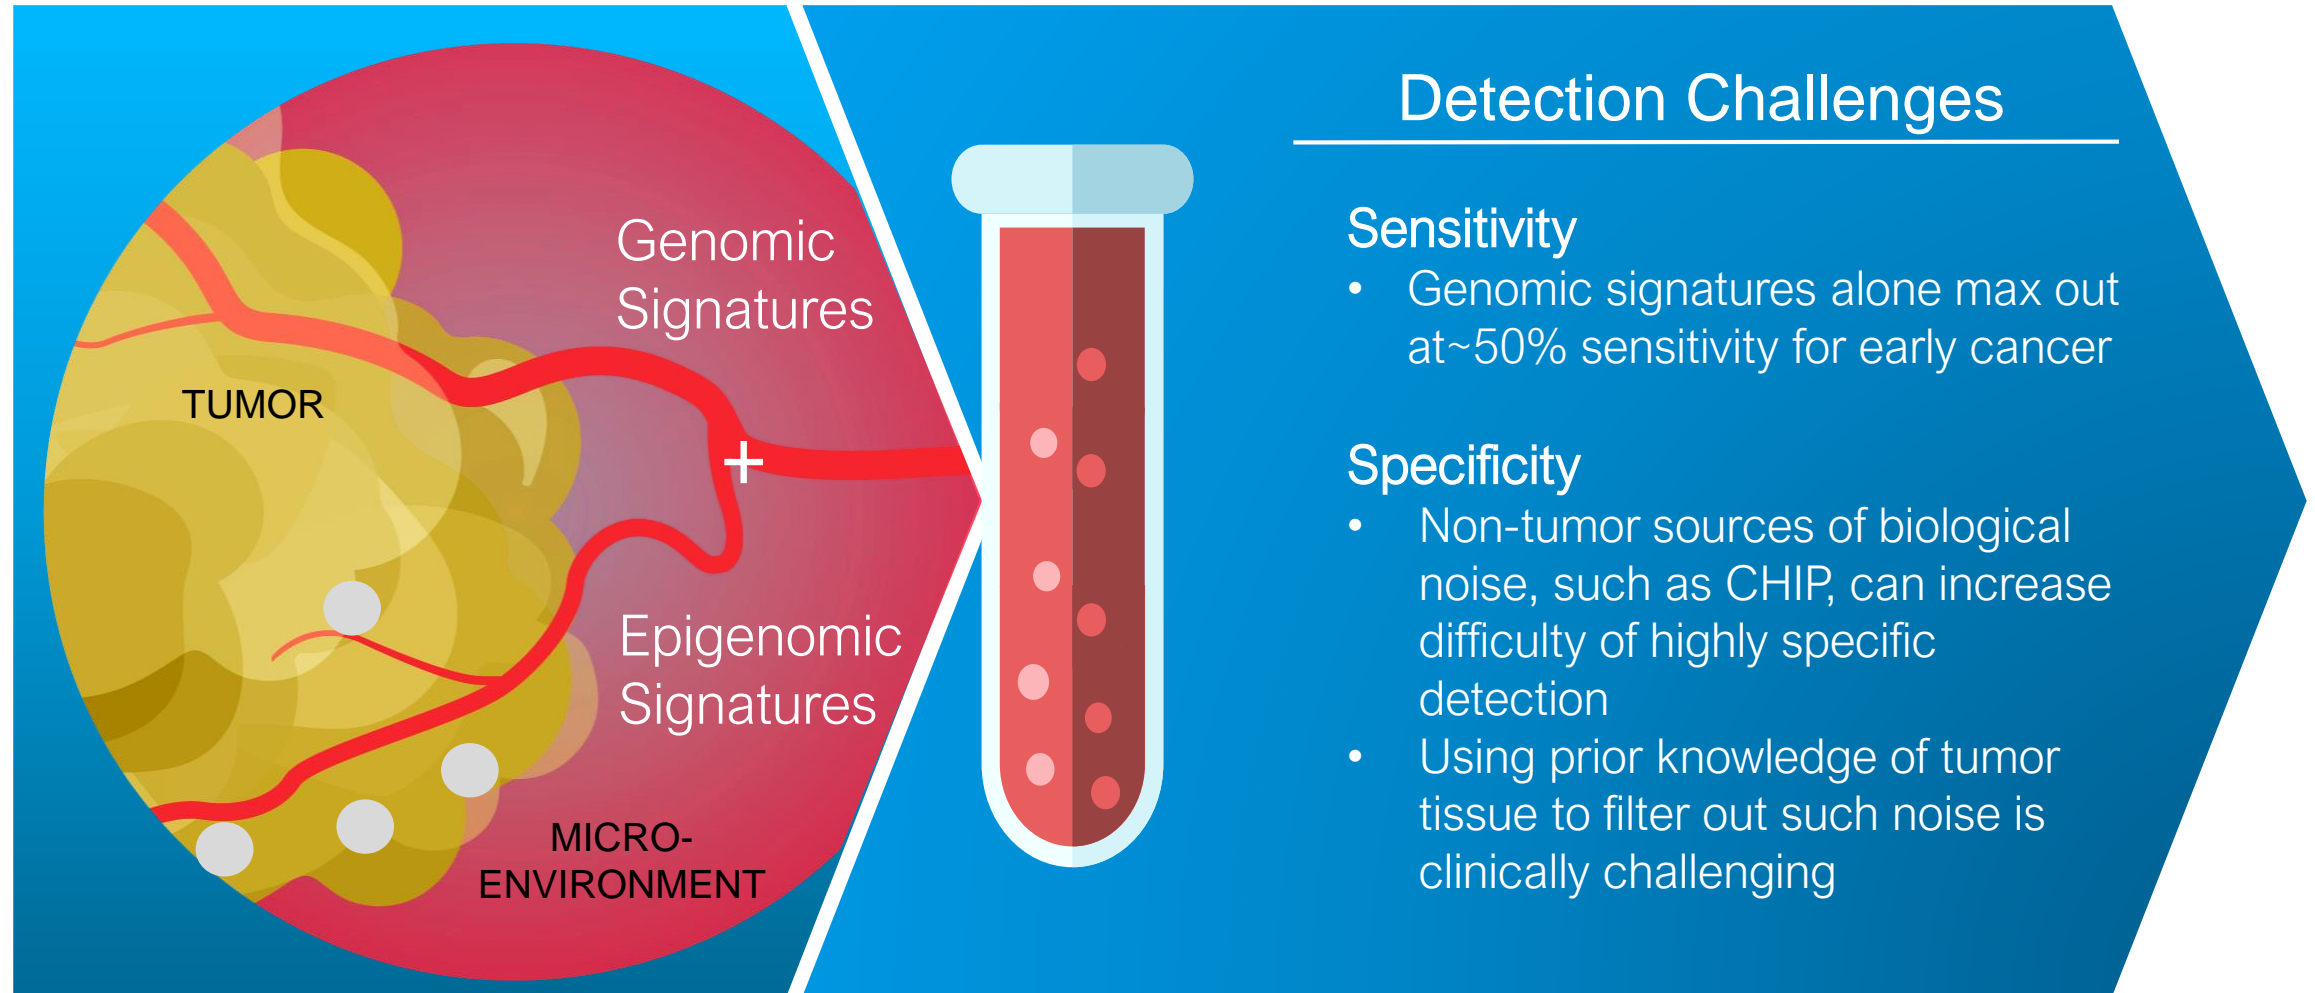 Genomic
Signatures
TUMOR
+
Epigenomic
Signatures
MICRO-
ENVIRONMENT
Detection Challenges
Sensitivity
• Genomic signatures alone max out
at~50% sensitivity for early cancer
Specificity
• Non-tumor sources of biological
noise, such as CHIP, can increase
difficulty of highly specific
detection
• Using prior knowledge of tumor
tissue to filter out such noise is
clinically challenging